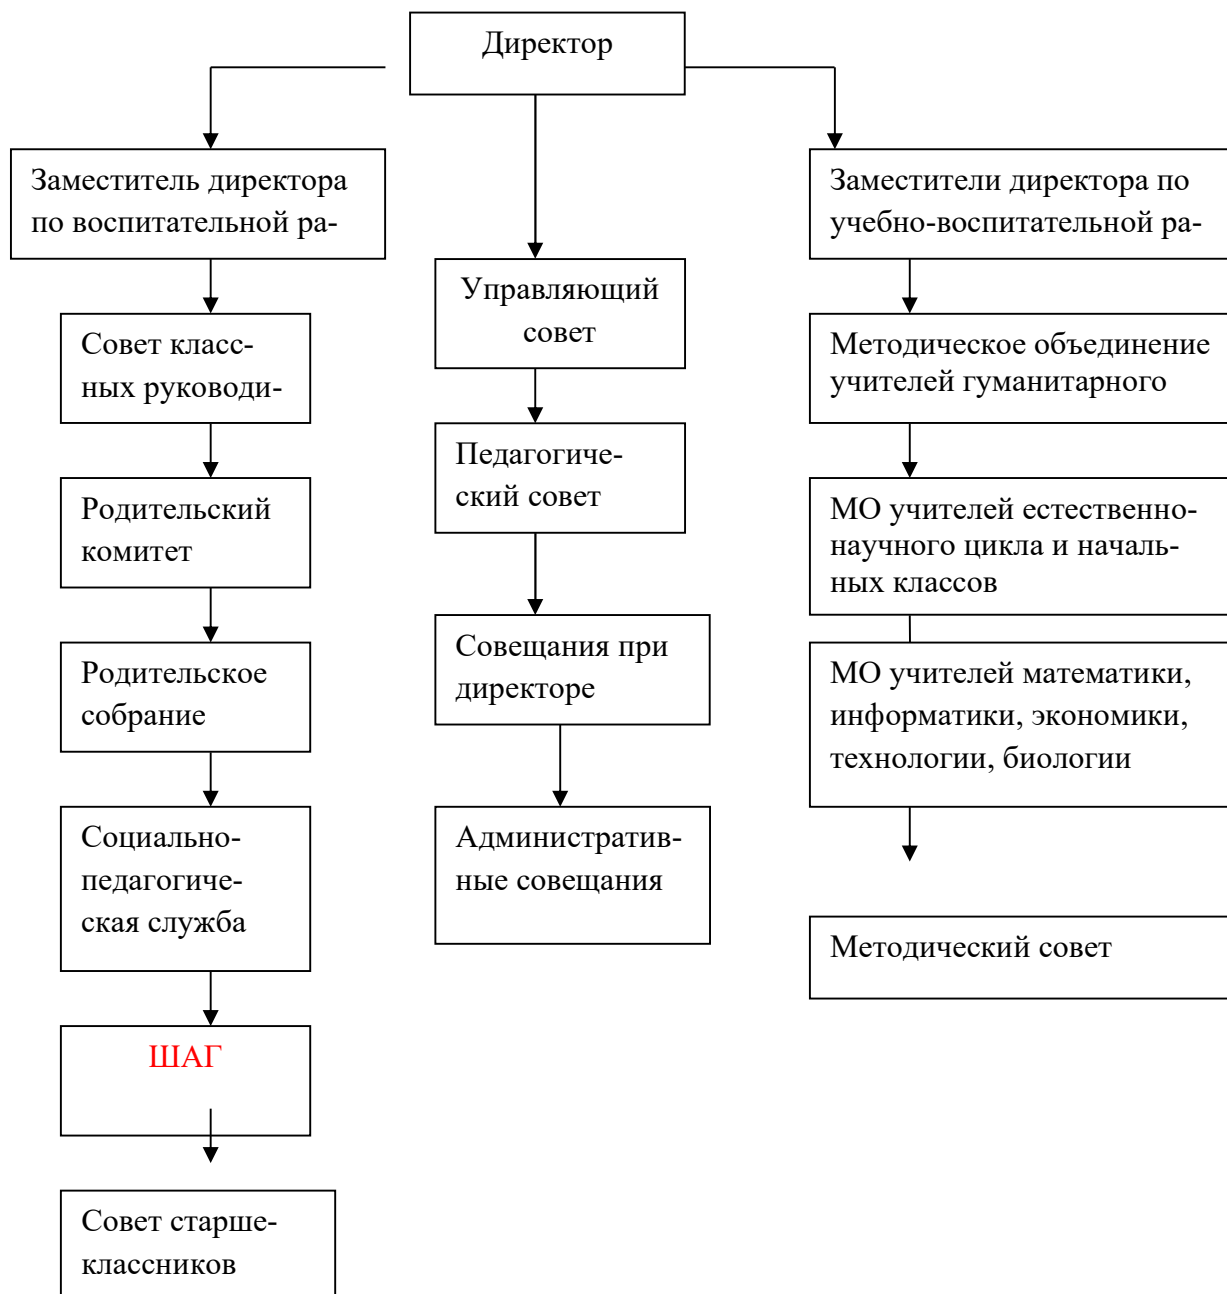 Директор
Заместитель директора
по воспитательной ра-
Совет класс-
ных руководи-
Родительский
комитет
Родительское
собрание
Социально-
педагогиче-
ская служба
ШАГ
Совет старше-
классников
Управляющий
совет
Педагогиче-
ский совет
Совещания при
директоре
Административ-
ные совещания
Заместители директора по
учебно-воспитательной ра-
Методическое объединение
учителей гуманитарного
МО учителей естественно-
научного цикла и началь-
ных классов
МО учителей математики,
информатики, экономики,
технологии, биологии
Методический совет